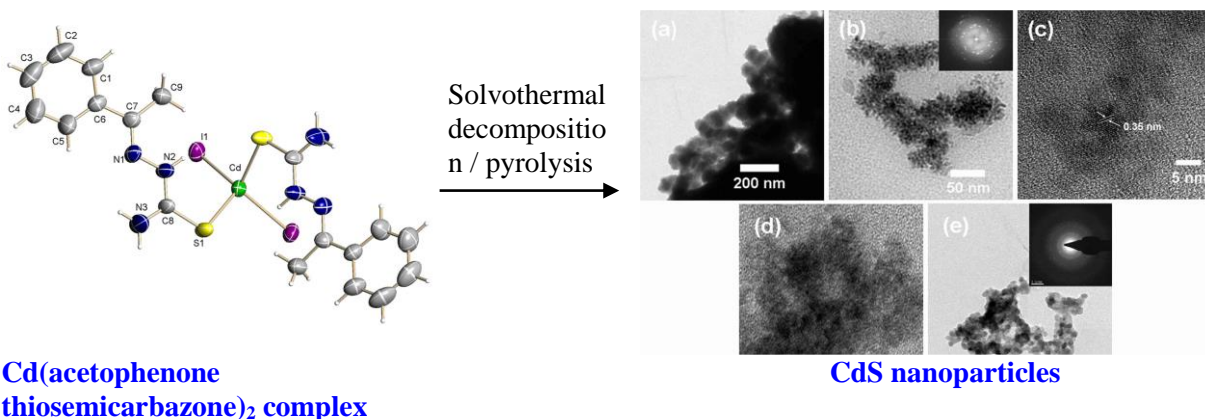 C2
C3
C1
C9
C4
C7
C6
C5
I1
N1
N2
Cd
N3
C8
S1
Solvothermal
decompositio
n / pyrolysis
(a)
200 nm
(b)
50 nm
(c)
0.35 nm
5 nm
(d)
(e)
Cd(acetophenone
thiosemicarbazone)₂ complex
CdS nanoparticles